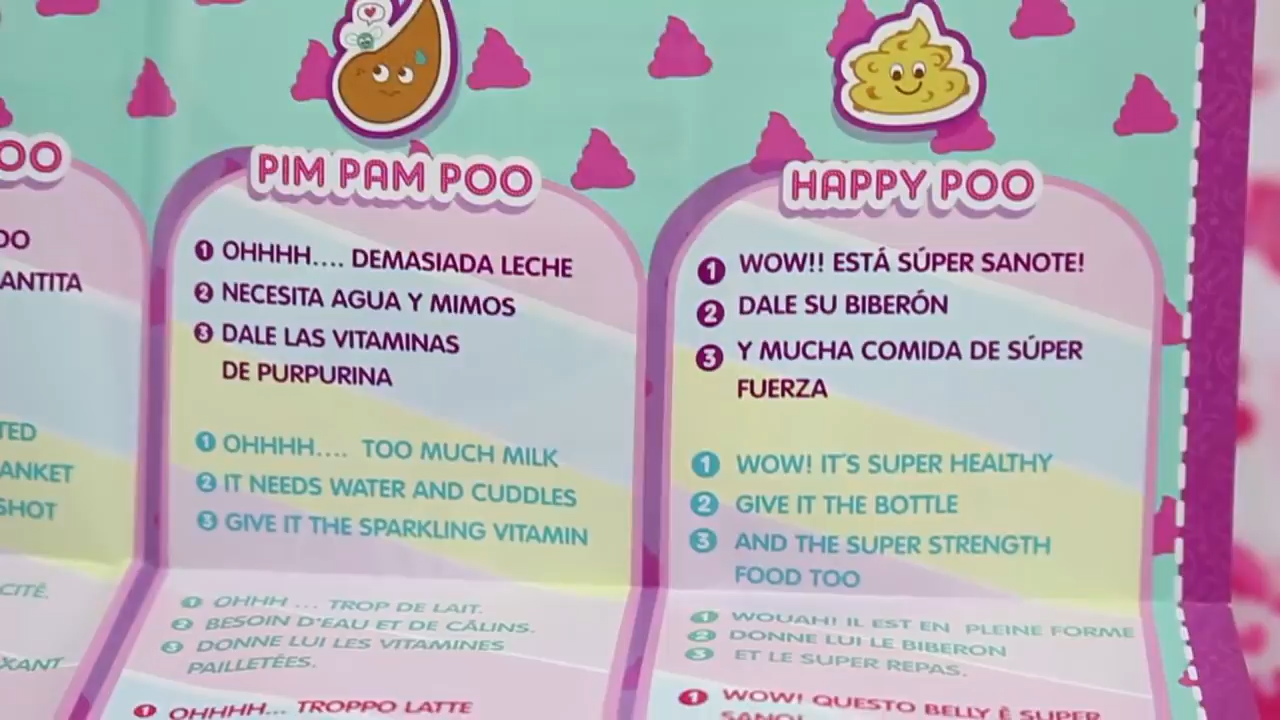 OO
DO
ANTITA
TED
ANKET
SHOT
CITÉ.
XANT
PIM PAM POO
1 OHHHH.... DEMASIADA LECHE
2 NECESITA AGUA Y MIMOS
3 DALE LAS VITAMINAS
DE PURPURINA
1 OHHHH.... TOO MUCH MILK
2 IT NEEDS WATER AND CUDDLES
3 GIVE IT THE SPARKLING VITAMIN
1 OHHHH ... TROP DE LAIT.
2 BESOIN D'EAU ET DE CÂLINS.
3 DONNE LUI LES VITAMINES
PAILLETÉES.
1 OHHHH... TROPPO LATTE
HAPPY POO
1 WOW!! ESTÁ SÚPER SANOTE!
2 DALE SU BIBERÓN
3 Y MUCHA COMIDA DE SÚPER
FUERZA
1 WOW! IT'S SUPER HEALTHY
2 GIVE IT THE BOTTLE
3 AND THE SUPER STRENGTH
FOOD TOO
1 WOUAH! IL EST EN PLEINE FORME
2 DONNE LUI LE BIBERON
3 ET LE SUPER REPAS.
1 WOW! QUESTO BELLY È SUPER
SANO!